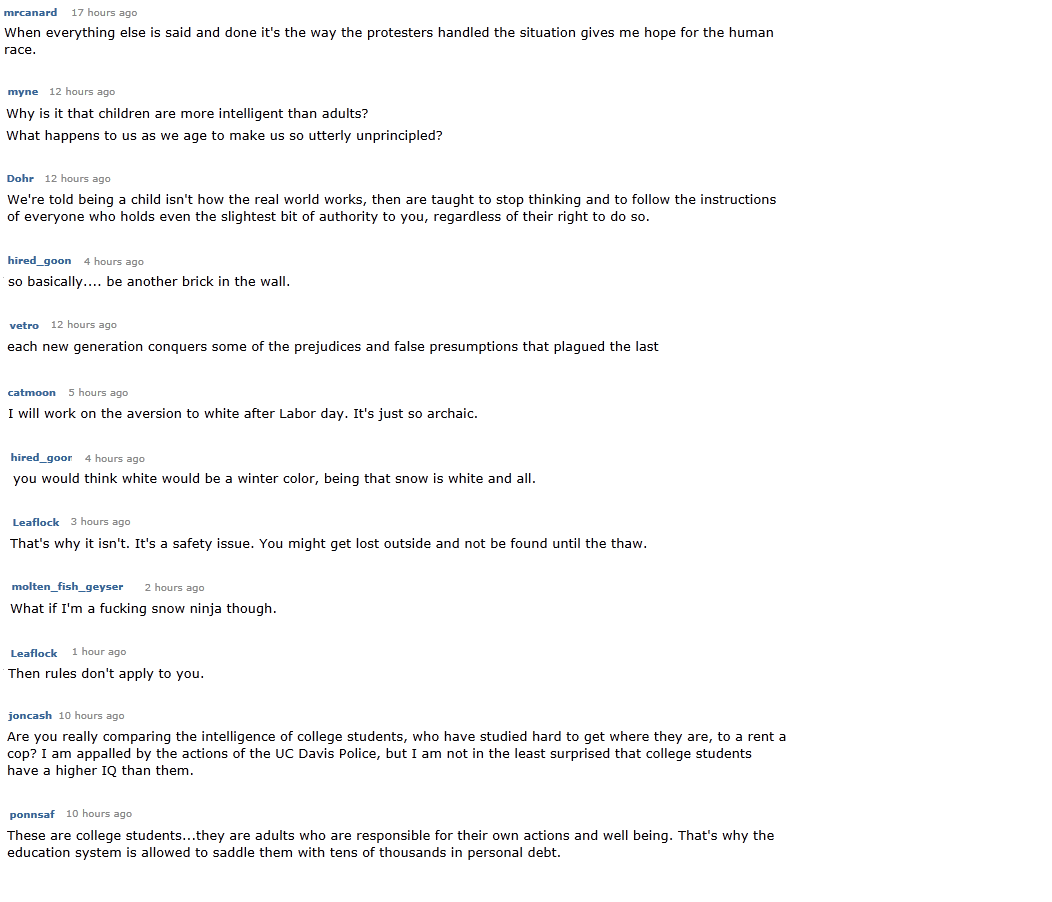 mrcanard 17 hours ago
When everything else is said and done it's the way the protesters handled the situation gives me hope for the human
race.
myne 12 hours ago
Why is it that children are more intelligent than adults?
What happens to us as we age to make us so utterly unprincipled?
Dohr 12 hours ago
We're told being a child isn't how the real world works, then are taught to stop thinking and to follow the instructions
of everyone who holds even the slightest bit of authority to you, regardless of their right to do so.
hired_goon 4 hours ago
so basically.... be another brick in the wall.
vetro 12 hours ago
each new generation conquers some of the prejudices and false presumptions that plagued the last
catmoon 5 hours ago
I will work on the aversion to white after Labor day. It's just so archaic.
hired_goor 4 hours ago
you would think white would be a winter color, being that snow is white and all.
Leaflock 3 hours ago
That's why it isn't. It's a safety issue. You might get lost outside and not be found until the thaw.
molten_fish_geyser 2 hours ago
What if I'm a fucking snow ninja though.
Leaflock 1 hour ago
Then rules don't apply to you.
joncash 10 hours ago
Are you really comparing the intelligence of college students, who have studied hard to get where they are, to a rent a
cop? I am appalled by the actions of the UC Davis Police, but I am not in the least surprised that college students
have a higher IQ than them.
ponnsaf 10 hours ago
These are college students...they are adults who are responsible for their own actions and well being. That's why the
education system is allowed to saddle them with tens of thousands in personal debt.